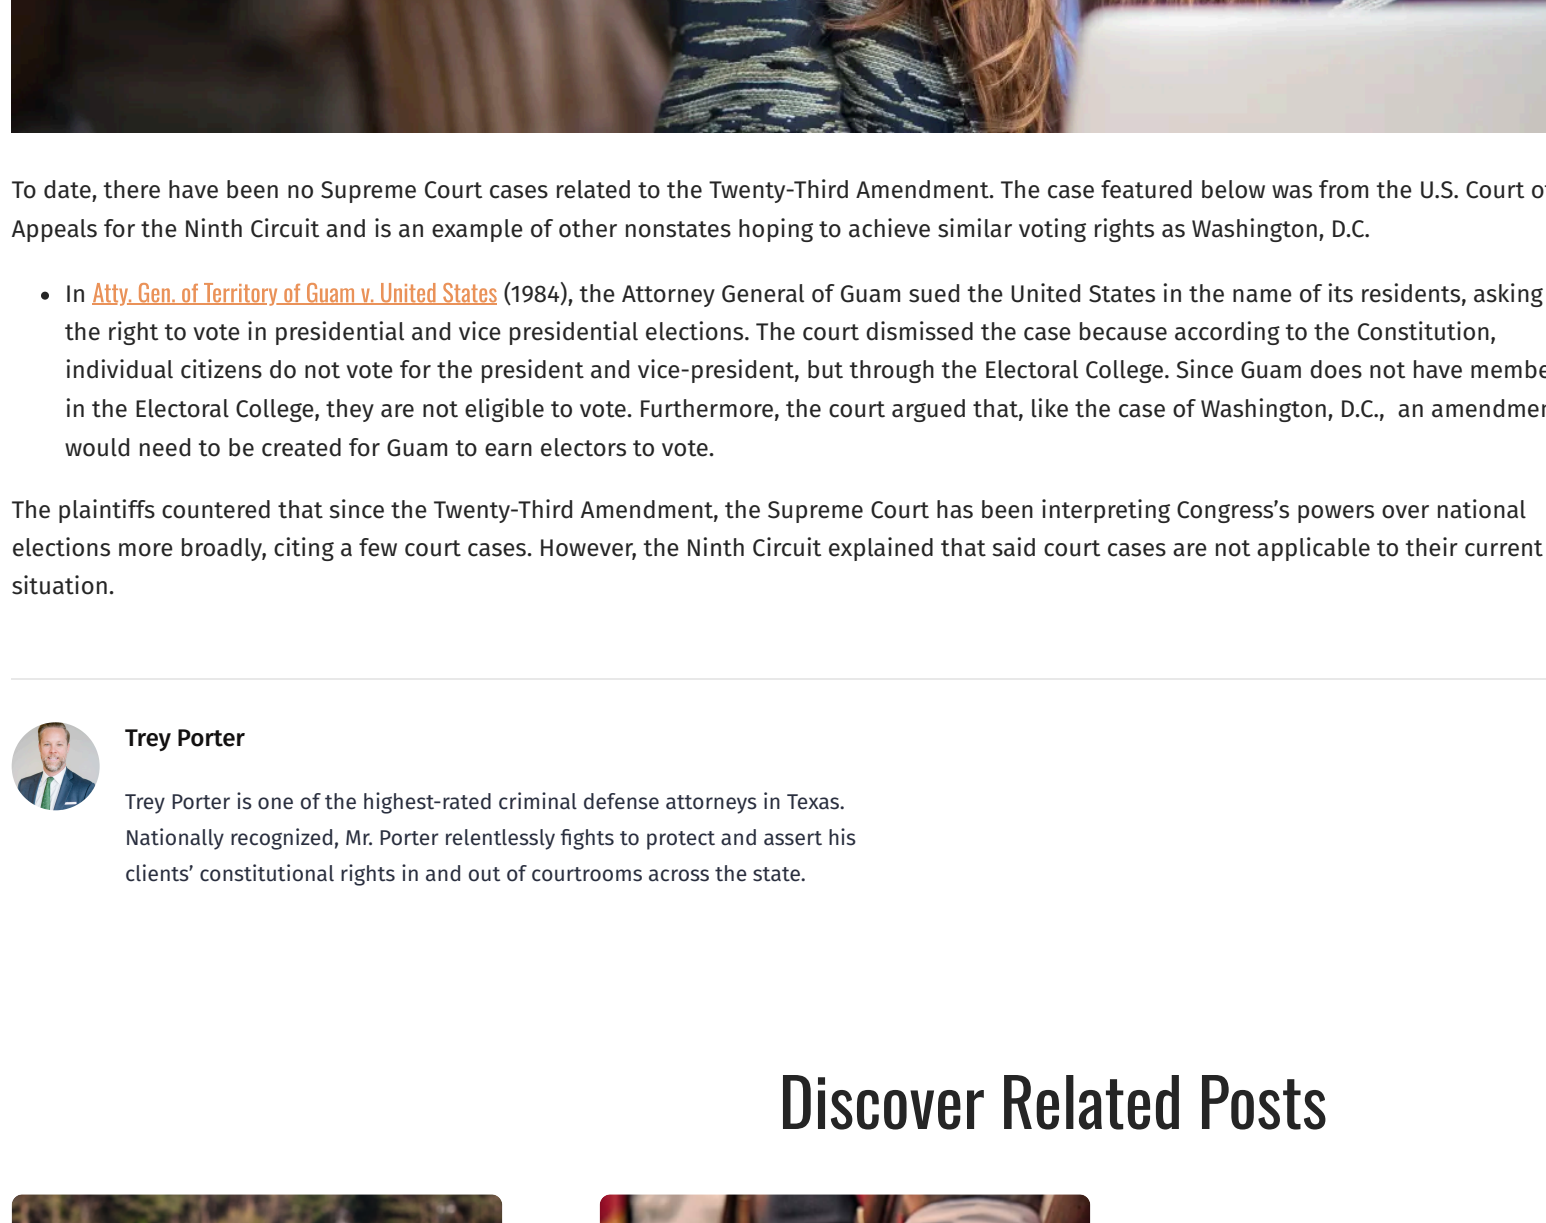 To date, there have been no Supreme Court cases related to the Twenty-Third Amendment. The case featured below was from the U.S. Court
Appeals for the Ninth Circuit and is an example of other nonstates hoping to achieve similar voting rights as Washington, D.C.
• In Atty. Gen. of Territory of Guam v. United States (1984), the Attorney General of Guam sued the United States in the name of its residents, asking
the right to vote in presidential and vice presidential elections. The court dismissed the case because according to the Constitution,
individual citizens do not vote for the president and vice-president, but through the Electoral College. Since Guam does not have
in the Electoral College, they are not eligible to vote. Furthermore, the court argued that, like the case of Washington, D.C., an
would need to be created for Guam to earn electors to vote.
The plaintiffs countered that since the Twenty-Third Amendment, the Supreme Court has been interpreting Congress’s powers over national
elections more broadly, citing a few court cases. However, the Ninth Circuit explained that said court cases are not applicable to their current
situation.
Trey Porter
Trey Porter is one of the highest-rated criminal defense attorneys in Texas.
Nationally recognized, Mr. Porter relentlessly fights to protect and assert his
clients’ constitutional rights in and out of courtrooms across the state.
Discover Related Posts